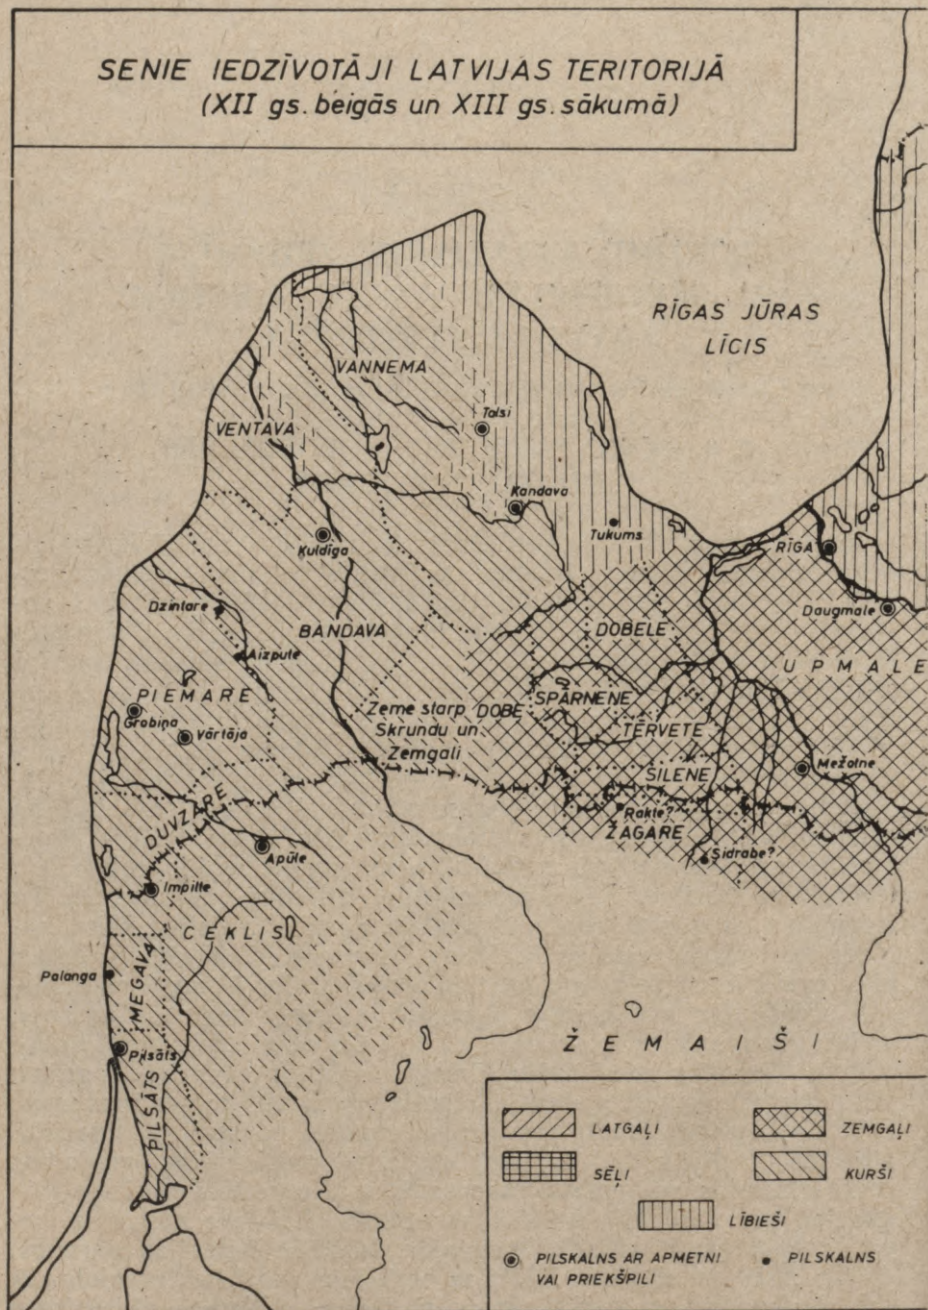 SENIE IEDZĪVOTĀJI LATVIJAS TERITORIJĀ
(XII gs. beigās un XIII gs. sākumā)
RĪGAS JŪRAS
LĪCIS
VANNEMA
Talsi
VENTAVA
Kandava
Tukums
Kuldīga
RĪGA
Daugmale
Dzintare
BANDAVA
DOBELE
Aizpute
UPMALE
PIEMARE
SPĀRNENE
Zeme starp DOBE
Skrundu un
Zemgali
Grobiņa
Vārtāja
TĒRVETE
Mežotne
SILENE
DUVZARE
Rakte?
ŽAGARE
Apūle
Sidrabe?
Impilte
CEKLIS
Palanga
MEGAVA
Pilsāts
PILSĀTS
ŽEMAIŠI
LATGAĻI
ZEMGAĻI
SĒĻI
KURŠI
LĪBIEŠI
PILSKALNS AR APMETNI
VAI PRIEKŠPILI
PILSKALNS